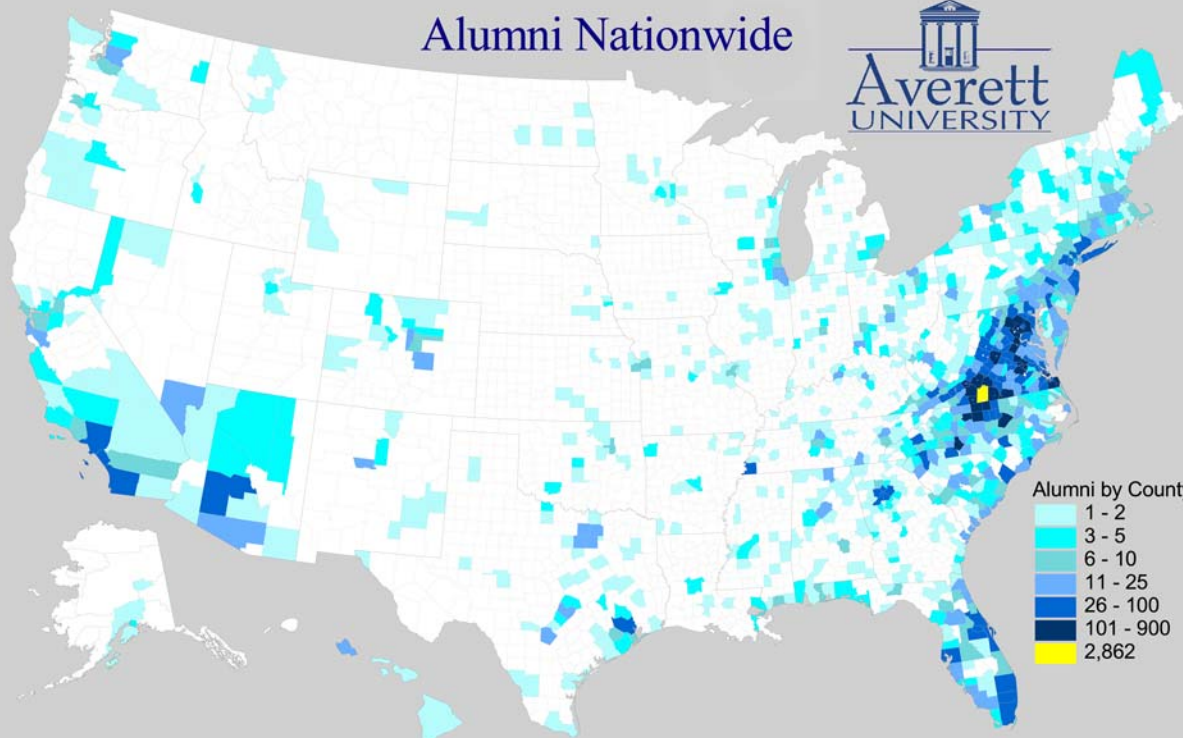 Alumni Nationwide
Averett
UNIVERSITY
Alumni by Count
1 - 2
3 - 5
6 - 10
11 - 25
26 - 100
101 - 900
2,862